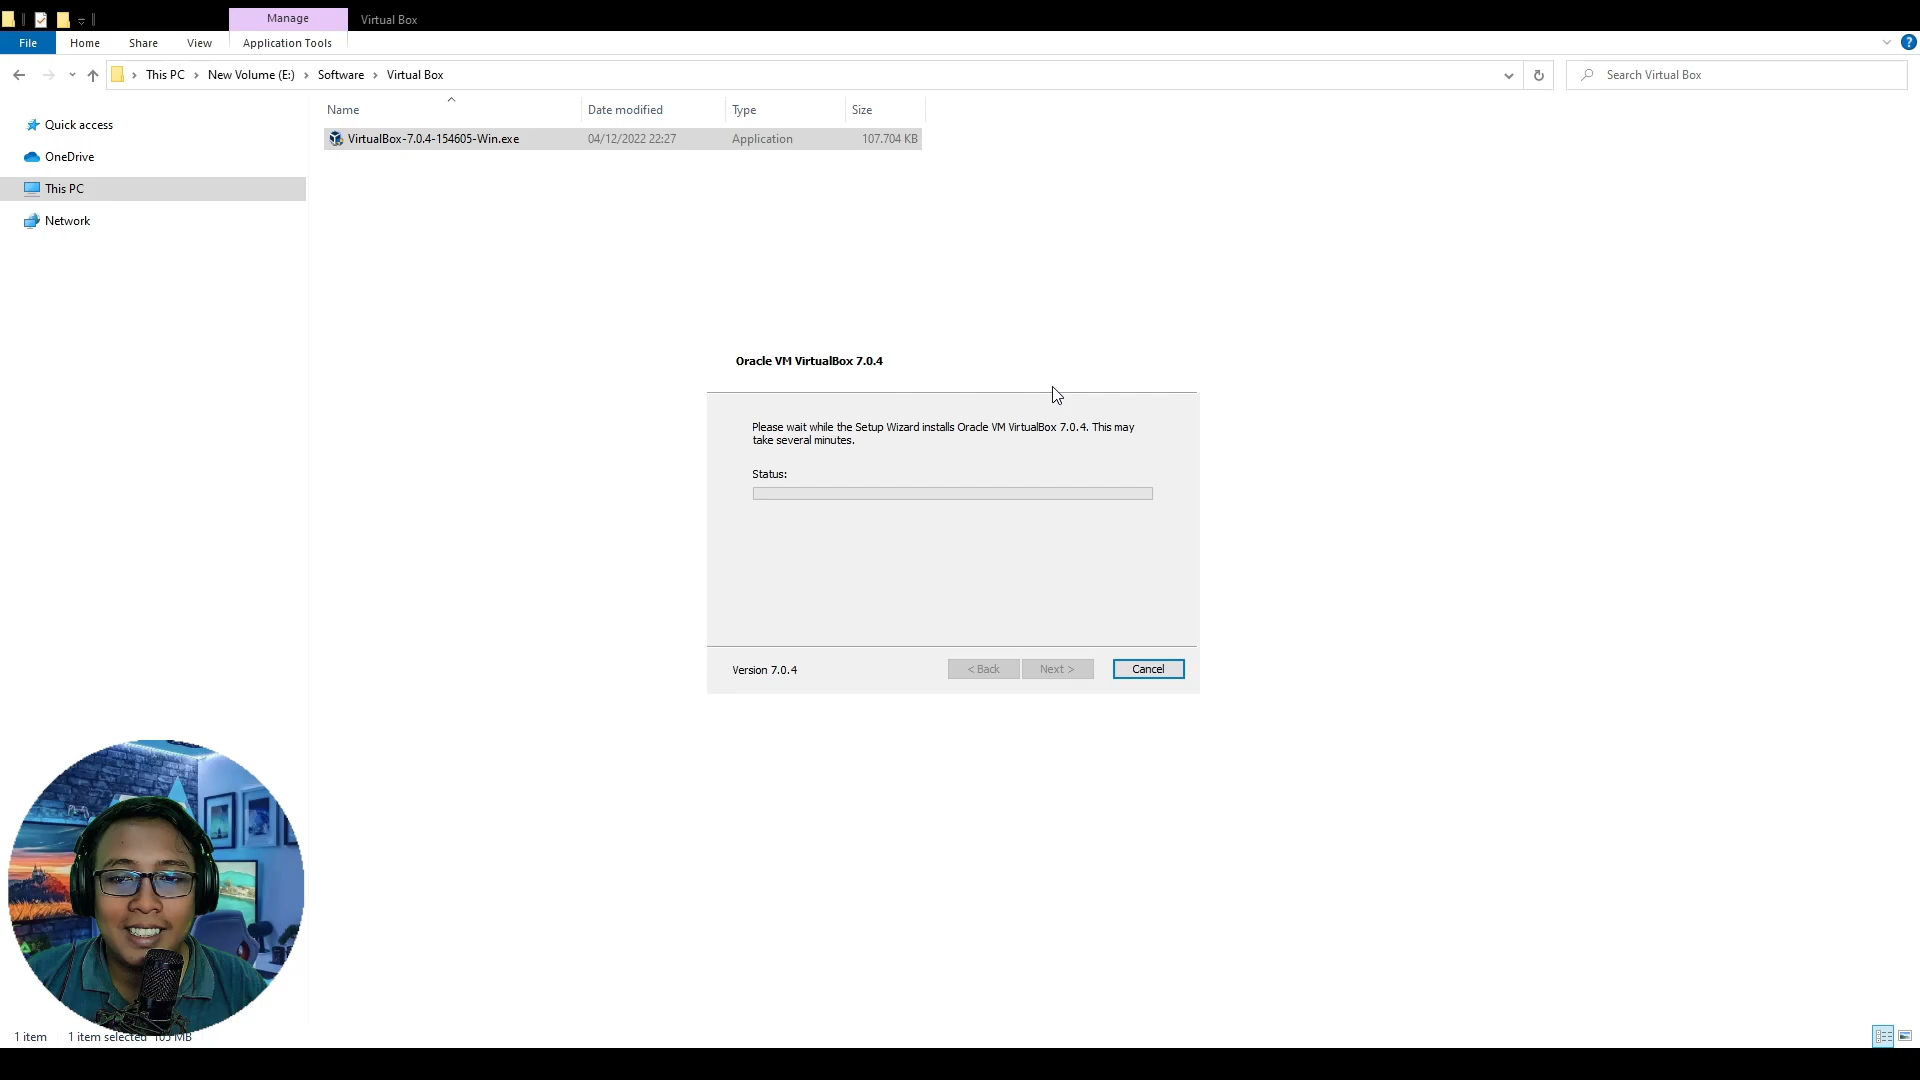 Manage
Virtual Box
File
Home
Share
View
Application Tools
This PC
New Volume (E:)
Software
Virtual Box
Search Virtual Box
Quick access
OneDrive
This PC
Network
Name
Date modified
Type
Size
VirtualBox-7.0.4-154605-Win.exe
04/12/2022 22:27
Application
107.704 KB
Oracle VM VirtualBox 7.0.4
Please wait while the Setup Wizard installs Oracle VM VirtualBox 7.0.4. This may
take several minutes.
Status:
Version 7.0.4
< Back
Next >
Cancel
1 item
1 item selected 105 MB